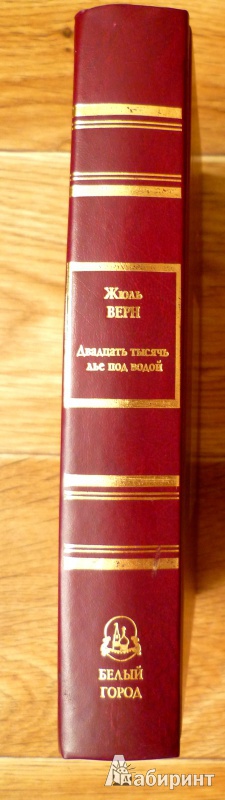 Жюль
ВЕРН
Двадцать тысяч
лье под водой
БЕЛЫЙ
ГОРОД
Лабиринт